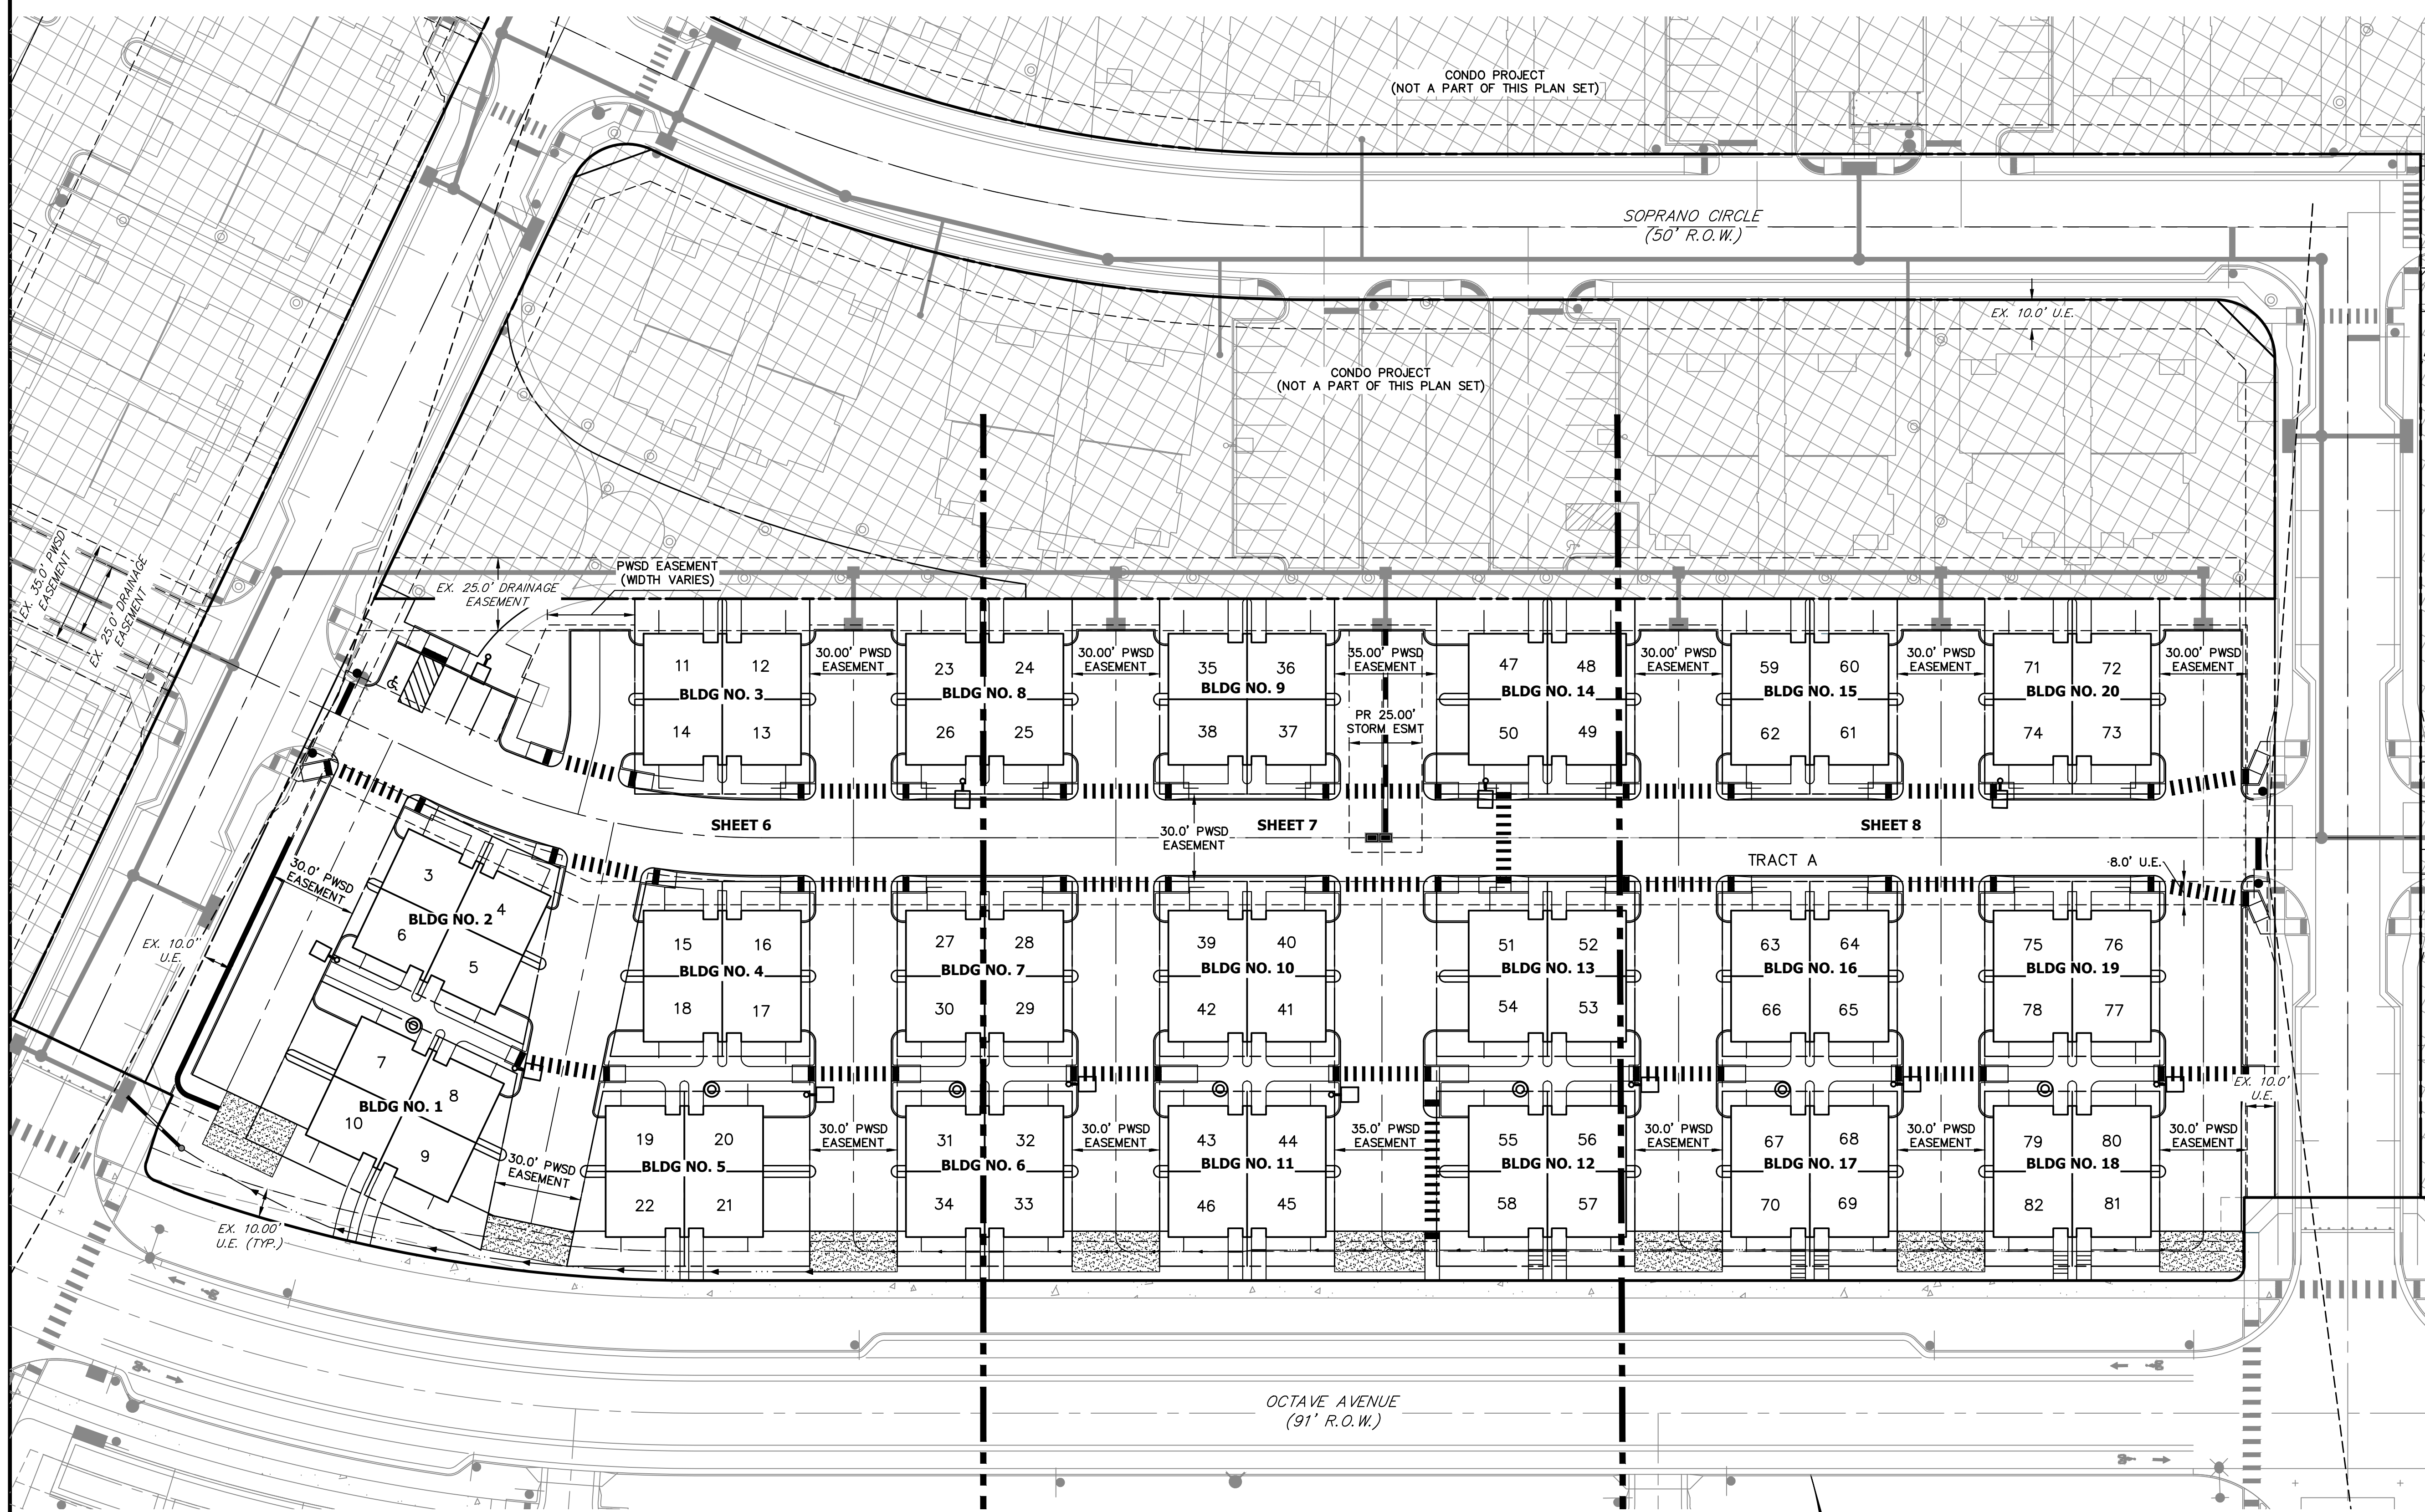 CONDO PROJECT
(NOT A PART OF THIS PLAN SET)
SOPRANO CIRCLE
(50' R.O.W.)
EX. 10.0' U.E.
CONDO PROJECT
(NOT A PART OF THIS PLAN SET)
EX. 35.0' PWSD
EASEMENT
EX. 25.0' DRAINAGE
EASEMENT
PWSD EASEMENT
(WIDTH VARIES)
EX. 25.0' DRAINAGE
EASEMENT
11 12
BLDG NO. 3
14 13
30.00' PWSD
EASEMENT
23 24
BLDG NO. 8
26 25
30.00' PWSD
EASEMENT
35 36
BLDG NO. 9
38 37
35.00' PWSD
EASEMENT
PR 25.00'
STORM ESMT
47 48
BLDG NO. 14
50 49
30.00' PWSD
EASEMENT
59 60
BLDG NO. 15
62 61
30.0' PWSD
EASEMENT
71 72
BLDG NO. 20
74 73
30.00' PWSD
EASEMENT
SHEET 6
SHEET 7
SHEET 8
30.0' PWSD
EASEMENT
TRACT A
8.0' U.E.
30.0' PWSD
EASEMENT
3
4
BLDG NO. 2
6
5
EX. 10.0'
U.E.
15 16
BLDG NO. 4
18 17
27 28
BLDG NO. 7
30 29
39 40
BLDG NO. 10
42 41
51 52
BLDG NO. 13
54 53
63 64
BLDG NO. 16
66 65
75 76
BLDG NO. 19
78 77
7
8
BLDG NO. 1
10
9
30.0' PWSD
EASEMENT
19 20
BLDG NO. 5
22 21
30.0' PWSD
EASEMENT
31 32
BLDG NO. 6
34 33
30.0' PWSD
EASEMENT
43 44
BLDG NO. 11
46 45
35.0' PWSD
EASEMENT
55 56
BLDG NO. 12
58 57
30.0' PWSD
EASEMENT
67 68
BLDG NO. 17
70 69
30.0' PWSD
EASEMENT
79 80
BLDG NO. 18
82 81
30.0' PWSD
EASEMENT
EX. 10.0'
U.E.
EX. 10.00'
U.E. (TYP.)
OCTAVE AVENUE
(91' R.O.W.)